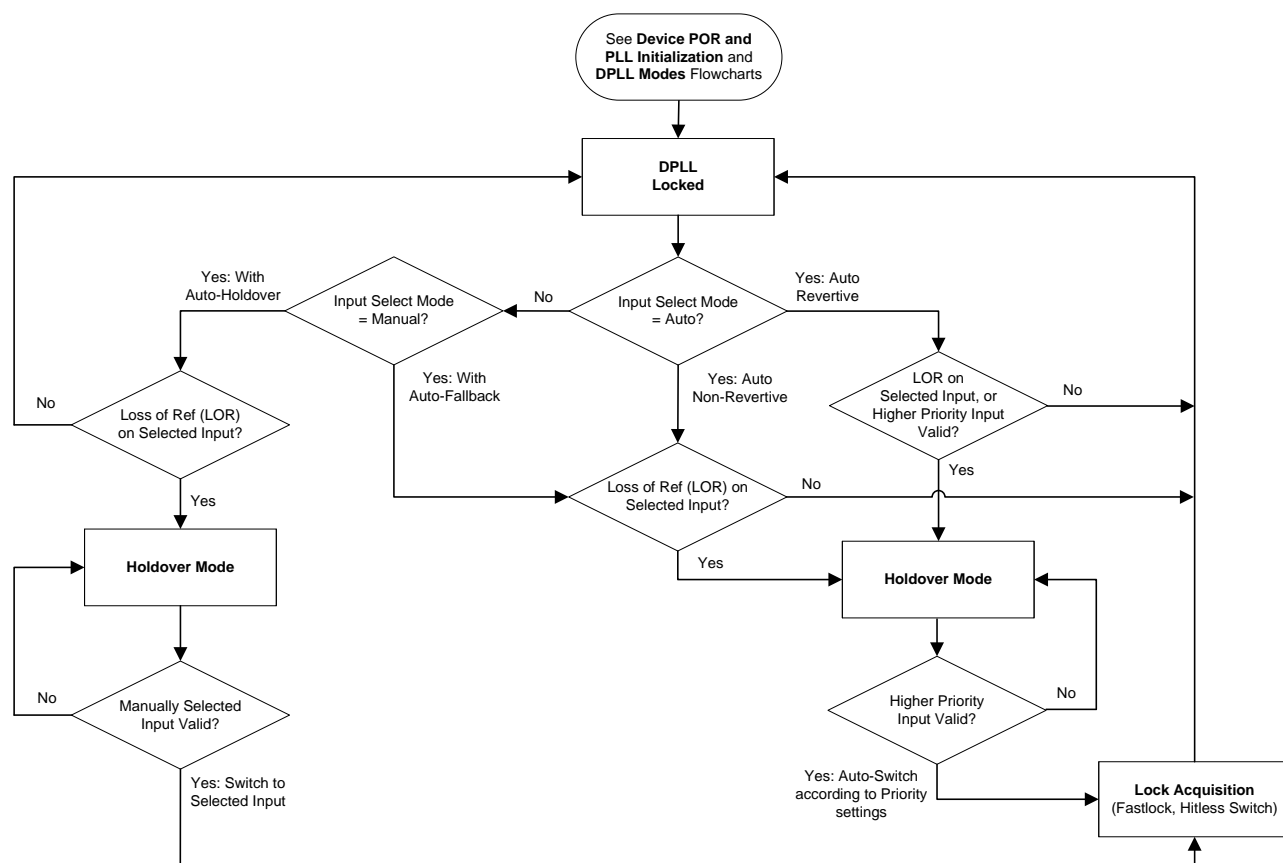 See Device POR and
PLL Initialization and
DPLL Modes Flowcharts
DPLL
Locked
Yes: With
Auto-Holdover
Input Select Mode
= Manual?
No
Input Select Mode
= Auto?
Yes: Auto
Revertive
No
Loss of Ref (LOR)
on Selected Input?
Yes: With
Auto-Fallback
Yes: Auto
Non-Revertive
LOR on
Selected Input, or
Higher Priority Input
Valid?
No
Yes
Loss of Ref (LOR) on
Selected Input?
No
Yes
Holdover Mode
Yes
Holdover Mode
No
Manually Selected
Input Valid?
Higher Priority
Input Valid?
No
Yes: Switch to
Selected Input
Yes: Auto-Switch
according to Priority
settings
Lock Acquisition
(Fastlock, Hitless Switch)